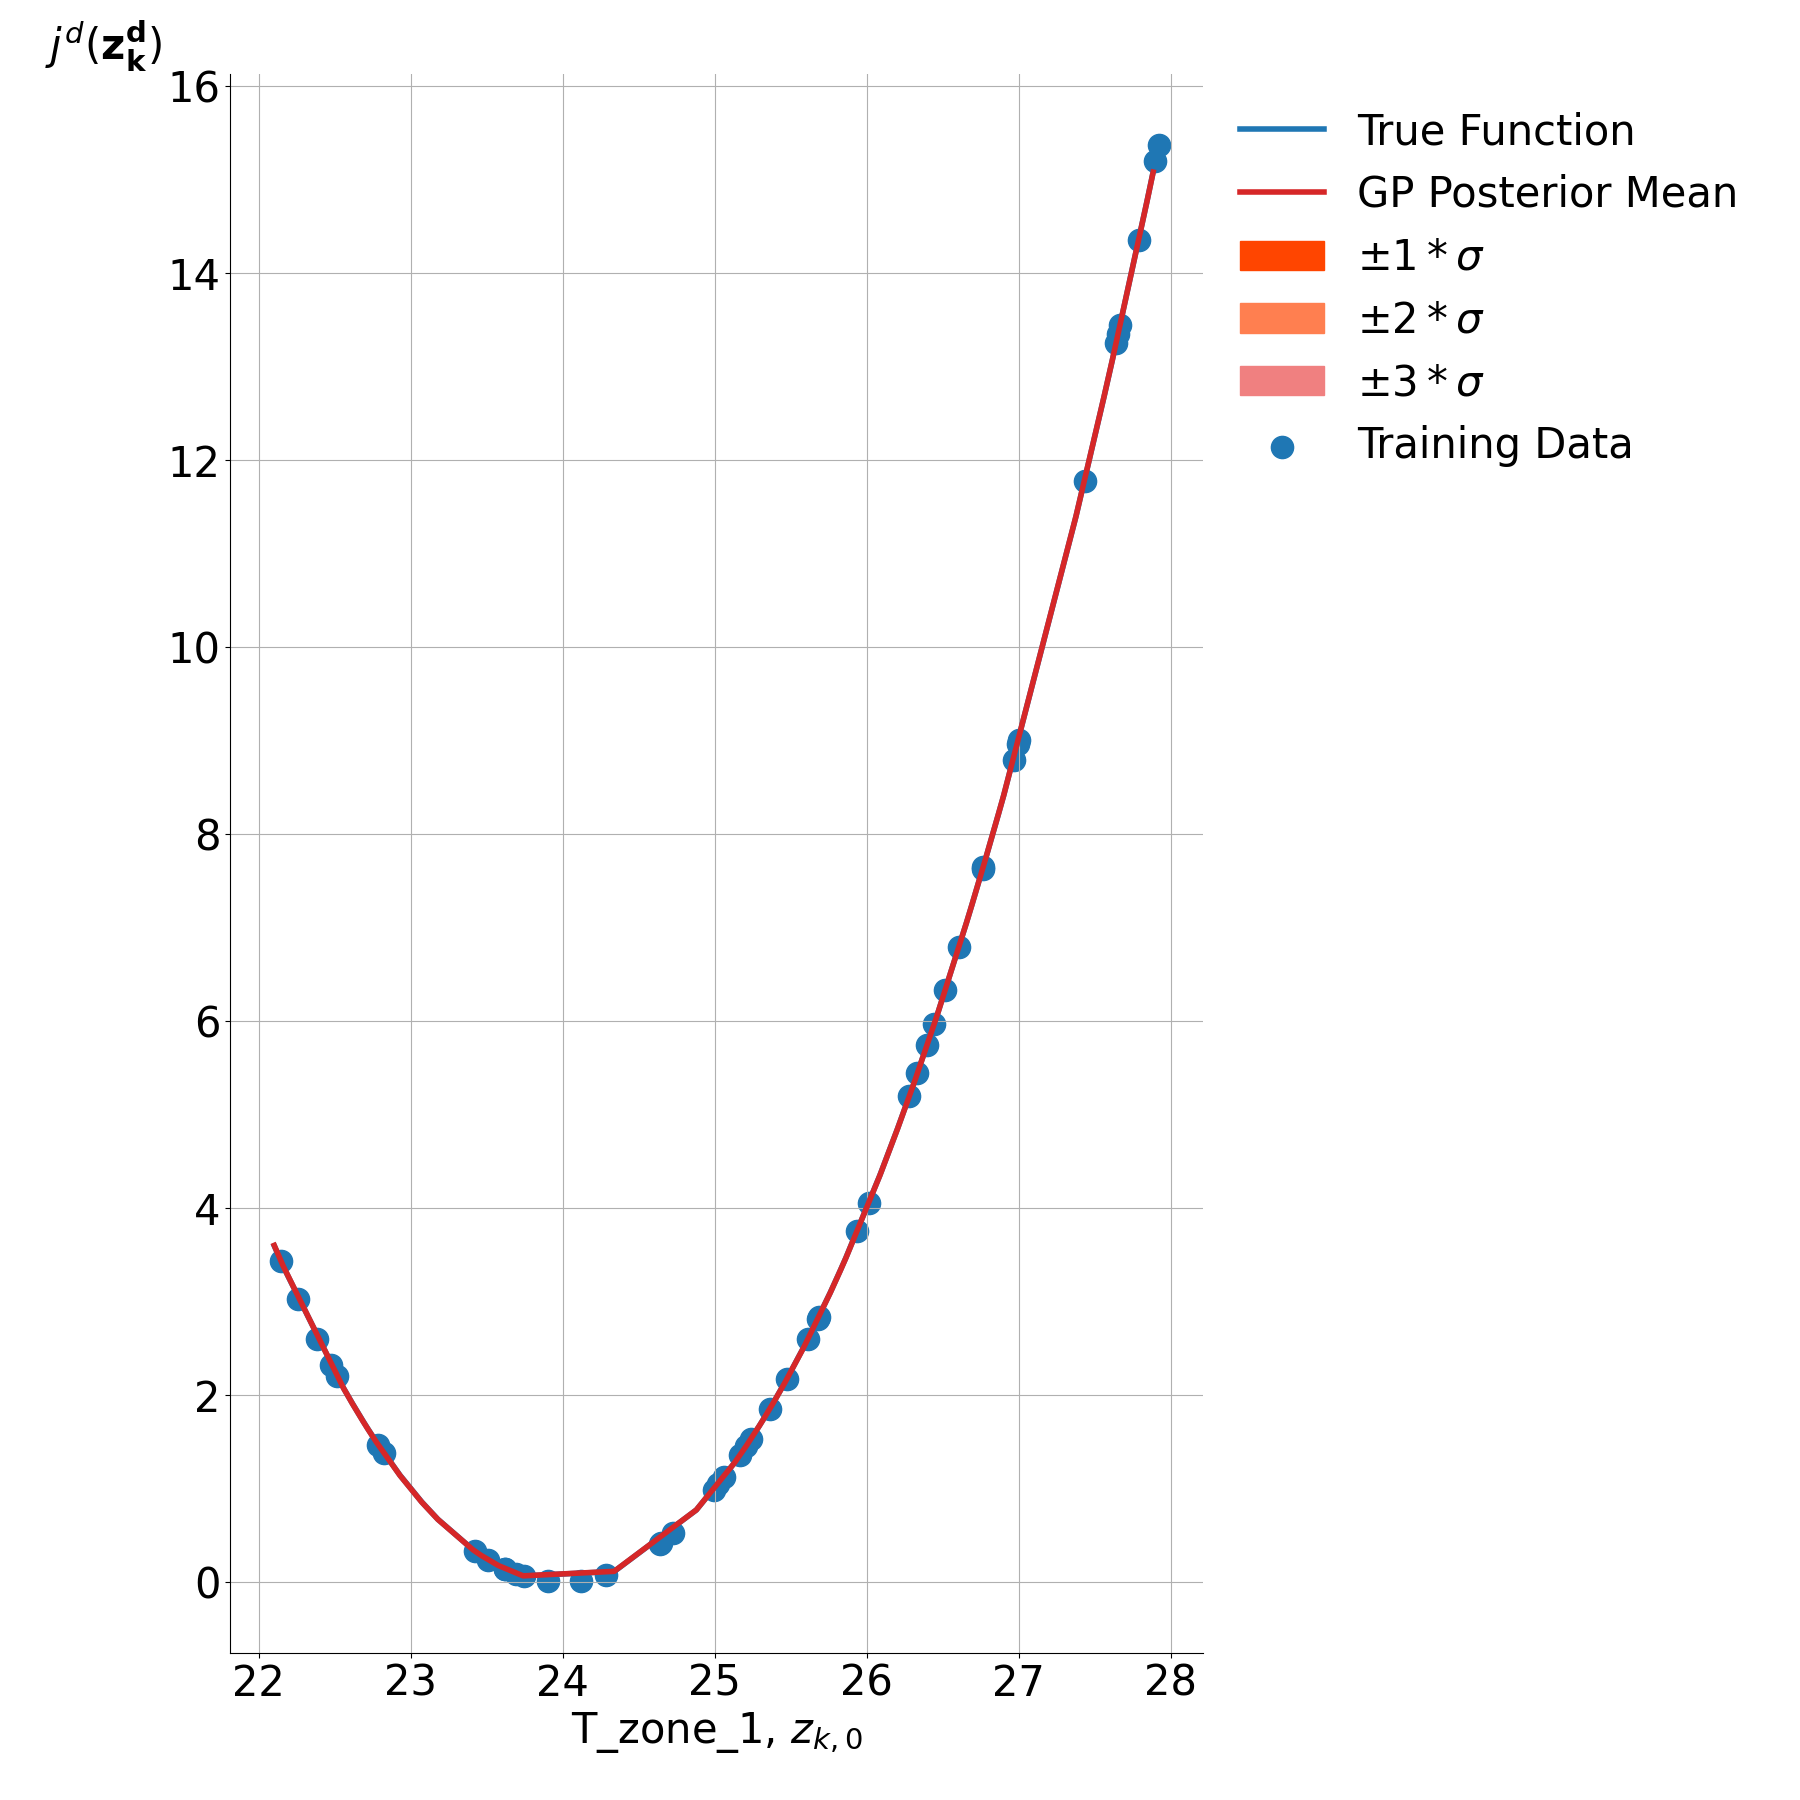 j^d(z_k^d)
16
14
12
10
8
6
4
2
0
22 23 24 25 26 27 28
T_zone_1, z_{k,0}
True Function
GP Posterior Mean
±1 * σ
±2 * σ
±3 * σ
Training Data